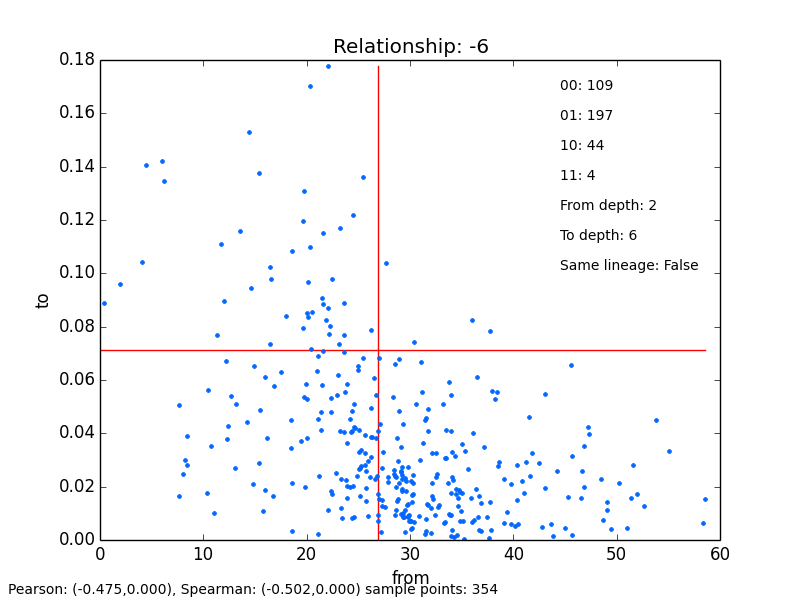 Relationship: -6
0.18
0.16
0.14
0.12
0.10
0.08
0.06
0.04
0.02
0.00
to
00: 109
01: 197
10: 44
11: 4
From depth: 2
To depth: 6
Same lineage: False
0 10 20 30 40 50 60
from
Pearson: (-0.475,0.000), Spearman: (-0.502,0.000) sample points: 354